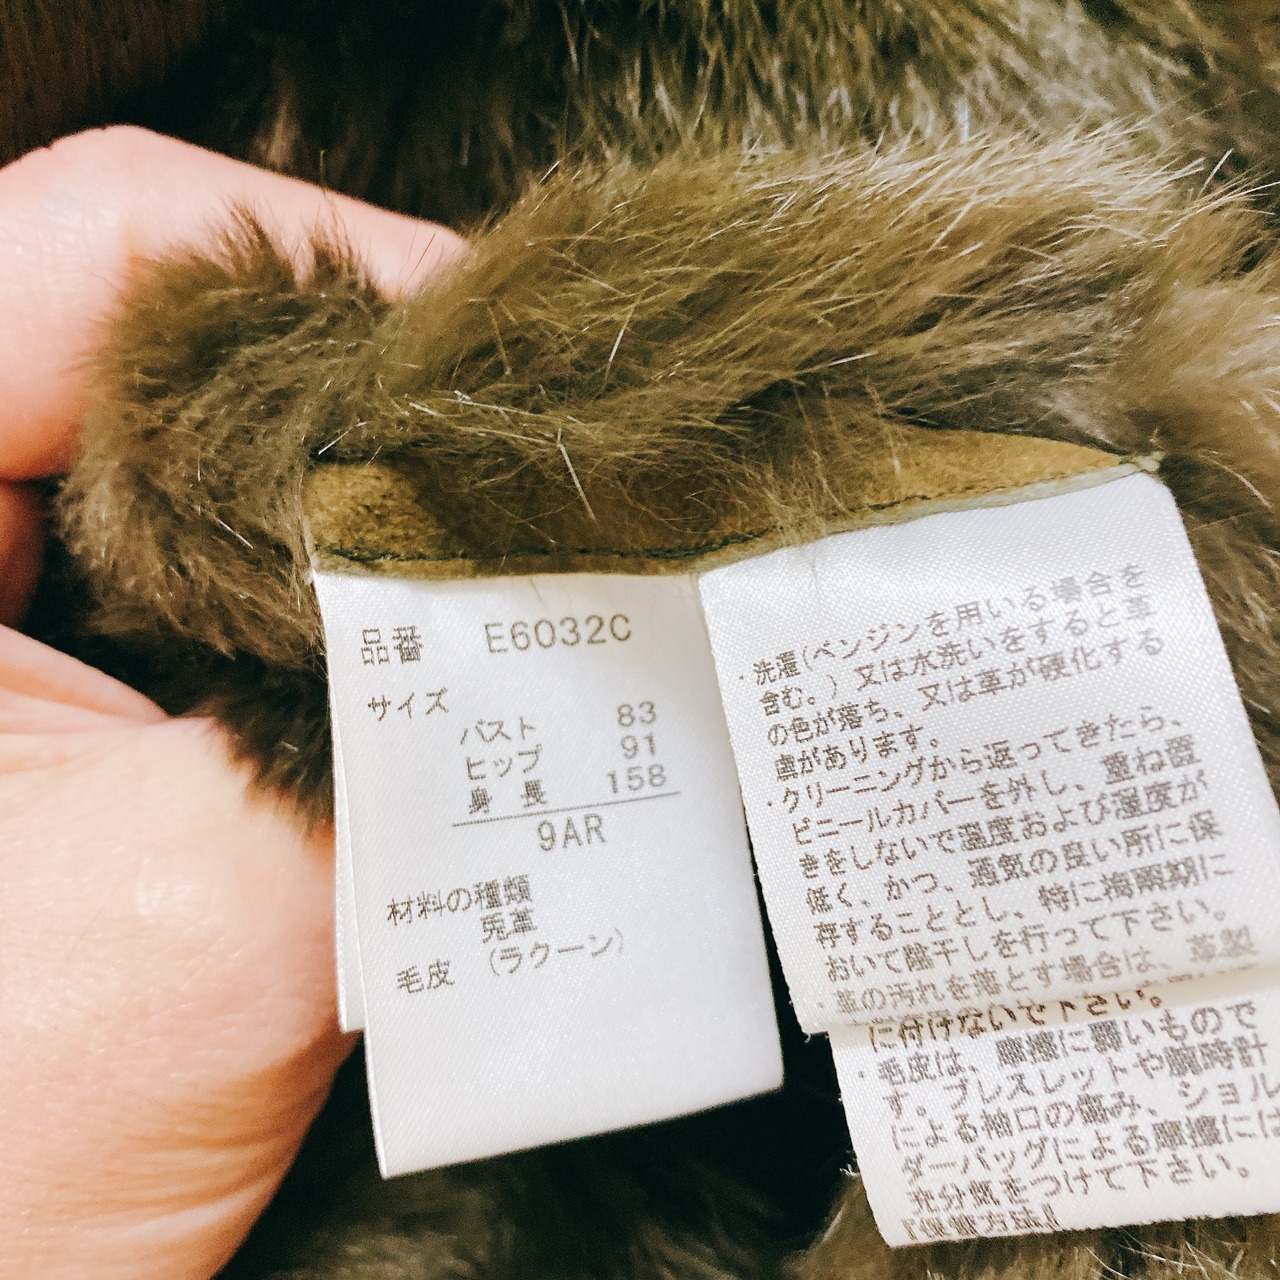 品番 E6032C
サイズ
バスト 83
ヒップ 91
身長 158
9AR
材料の種類
兎革
毛皮 (ラクーン)
・洗濯(ベンジンを用いる場合を
含む。)又は水洗いをすると革
の色が落ち、又は革が硬化する
虞があります。
・クリーニングから返ってきたら、
ビニールカバーを外し、重ね置
きをしないで温度および湿度が
低く、かつ、通気の良い所に保
存することとし、特に梅雨期に
おいて陰干しを行って下さい。
・革の汚れを落とす場合は、革製
に付けないで下さい。
・毛皮は、摩擦に弱いもので
す。ブレスレットや腕時計
による袖口の傷み、ショル
ダーバッグによる摩擦には
充分気をつけて下さい。
『保管方法』